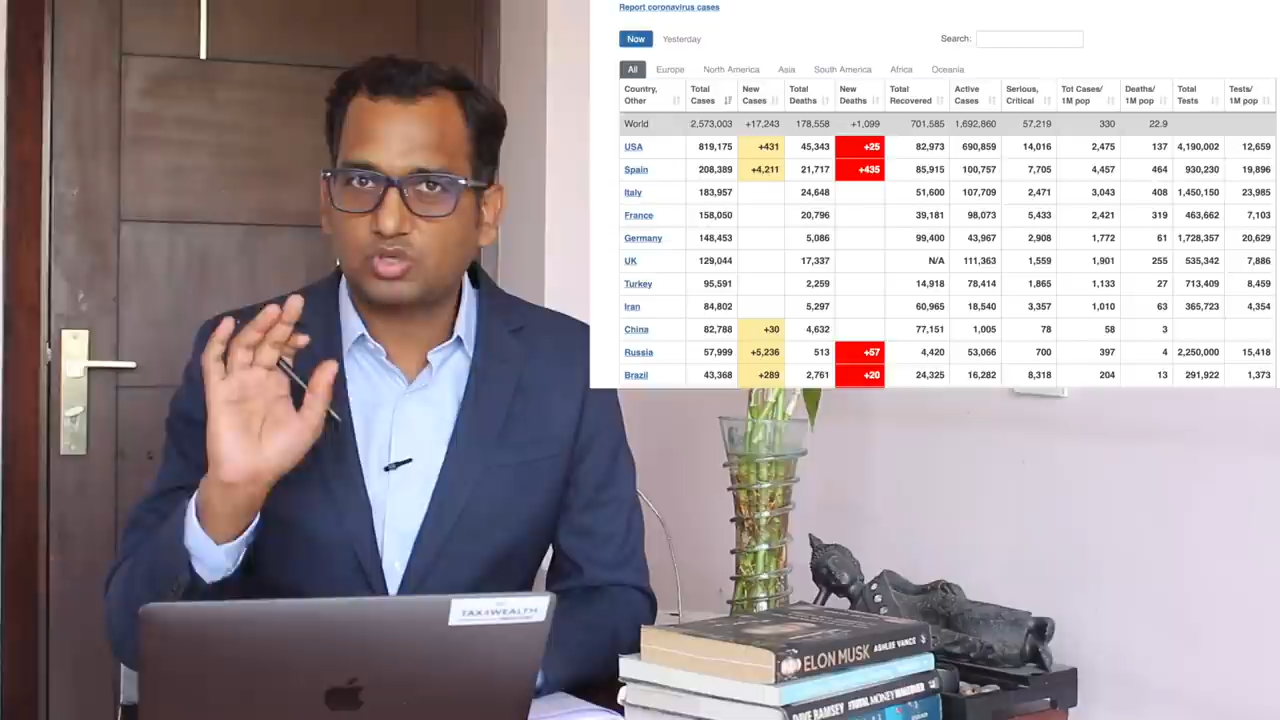 Report coronavirus cases
Now Yesterday Search:
All Europe North America Asia South America Africa Oceania
Country, Other Total Cases New Cases Total Deaths New Deaths Total Recovered Active Cases Serious, Critical Tot Cases/ 1M pop Deaths/ 1M pop Total Tests Tests/ 1M pop
World 2,573,003 +17,243 178,558 +1,099 701,585 1,692,860 57,219 330 22.9
USA 819,175 +431 45,343 +25 82,973 690,859 14,016 2,475 137 4,190,002 12,659
Spain 208,389 +4,211 21,717 +435 85,915 100,757 7,705 4,457 464 930,230 19,896
Italy 183,957 24,648 51,600 107,709 2,471 3,043 408 1,450,150 23,985
France 158,050 20,796 39,181 98,073 5,433 2,421 319 463,662 7,103
Germany 148,453 5,086 99,400 43,967 2,908 1,772 61 1,728,357 20,629
UK 129,044 17,337 N/A 111,363 1,559 1,901 255 535,342 7,886
Turkey 95,591 2,259 14,918 78,414 1,865 1,133 27 713,409 8,459
Iran 84,802 5,297 60,965 18,540 3,357 1,010 63 365,723 4,354
China 82,788 +30 4,632 77,151 1,005 78 58 3
Russia 57,999 +5,236 513 +57 4,420 53,066 700 397 4 2,250,000 15,418
Brazil 43,368 +289 2,761 +20 24,325 16,282 8,318 204 13 291,922 1,373
TAX4WEALTH
ELON MUSK ASHLEE VANCE
DAVE RAMSEY THE TOTAL MONEY MAKEOVER